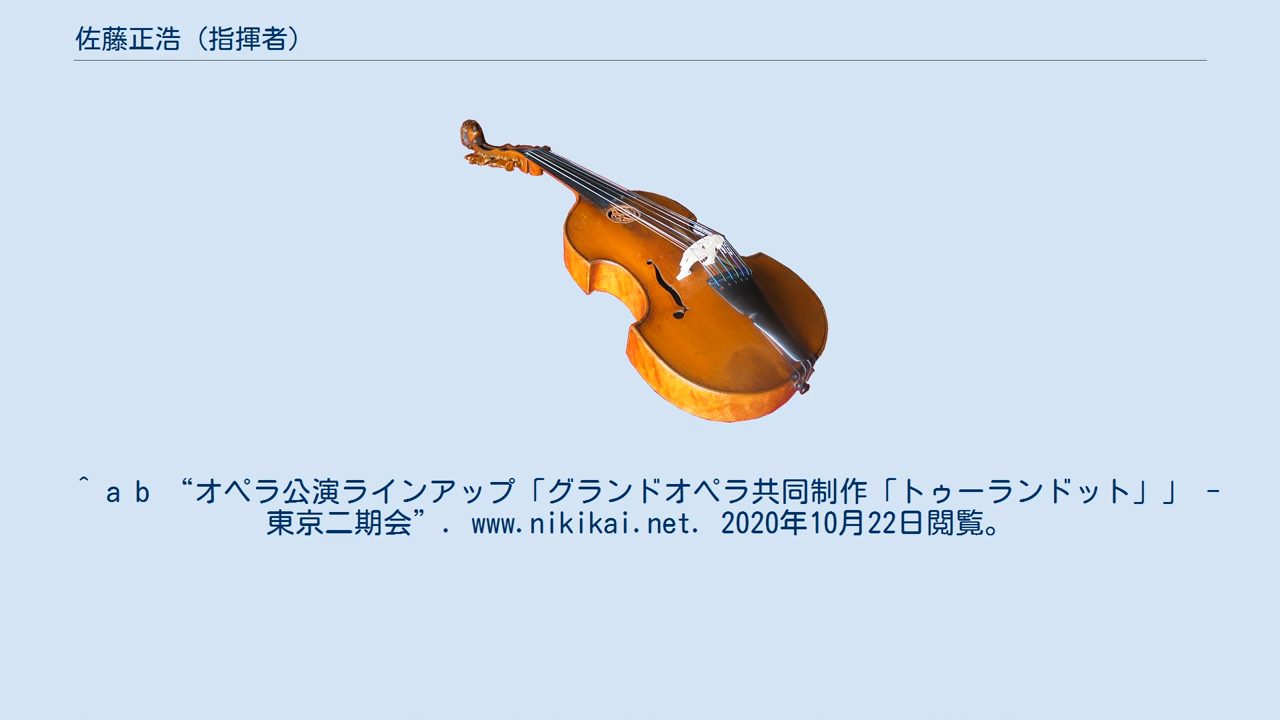 佐藤正浩（指揮者）
^ a b “オペラ公演ラインアップ「グランドオペラ共同制作「トゥーランドット」」 -
東京二期会”. www.nikikai.net. 2020年10月22日閲覧。